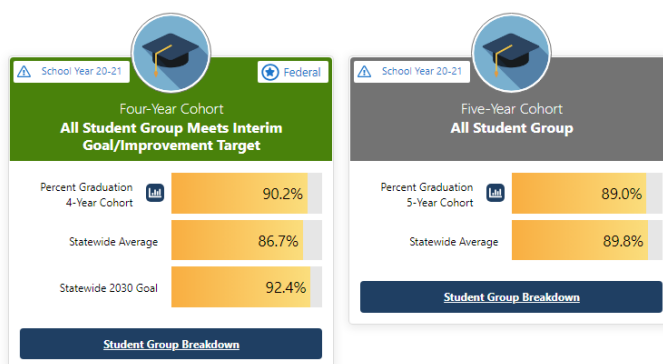 School Year 20-21
Federal
Four-Year Cohort
All Student Group Meets Interim
Goal/Improvement Target
Percent Graduation
4-Year Cohort
90.2%
Statewide Average
86.7%
Statewide 2030 Goal
92.4%
Student Group Breakdown
School Year 20-21
Five-Year Cohort
All Student Group
Percent Graduation
5-Year Cohort
89.0%
Statewide Average
89.8%
Student Group Breakdown